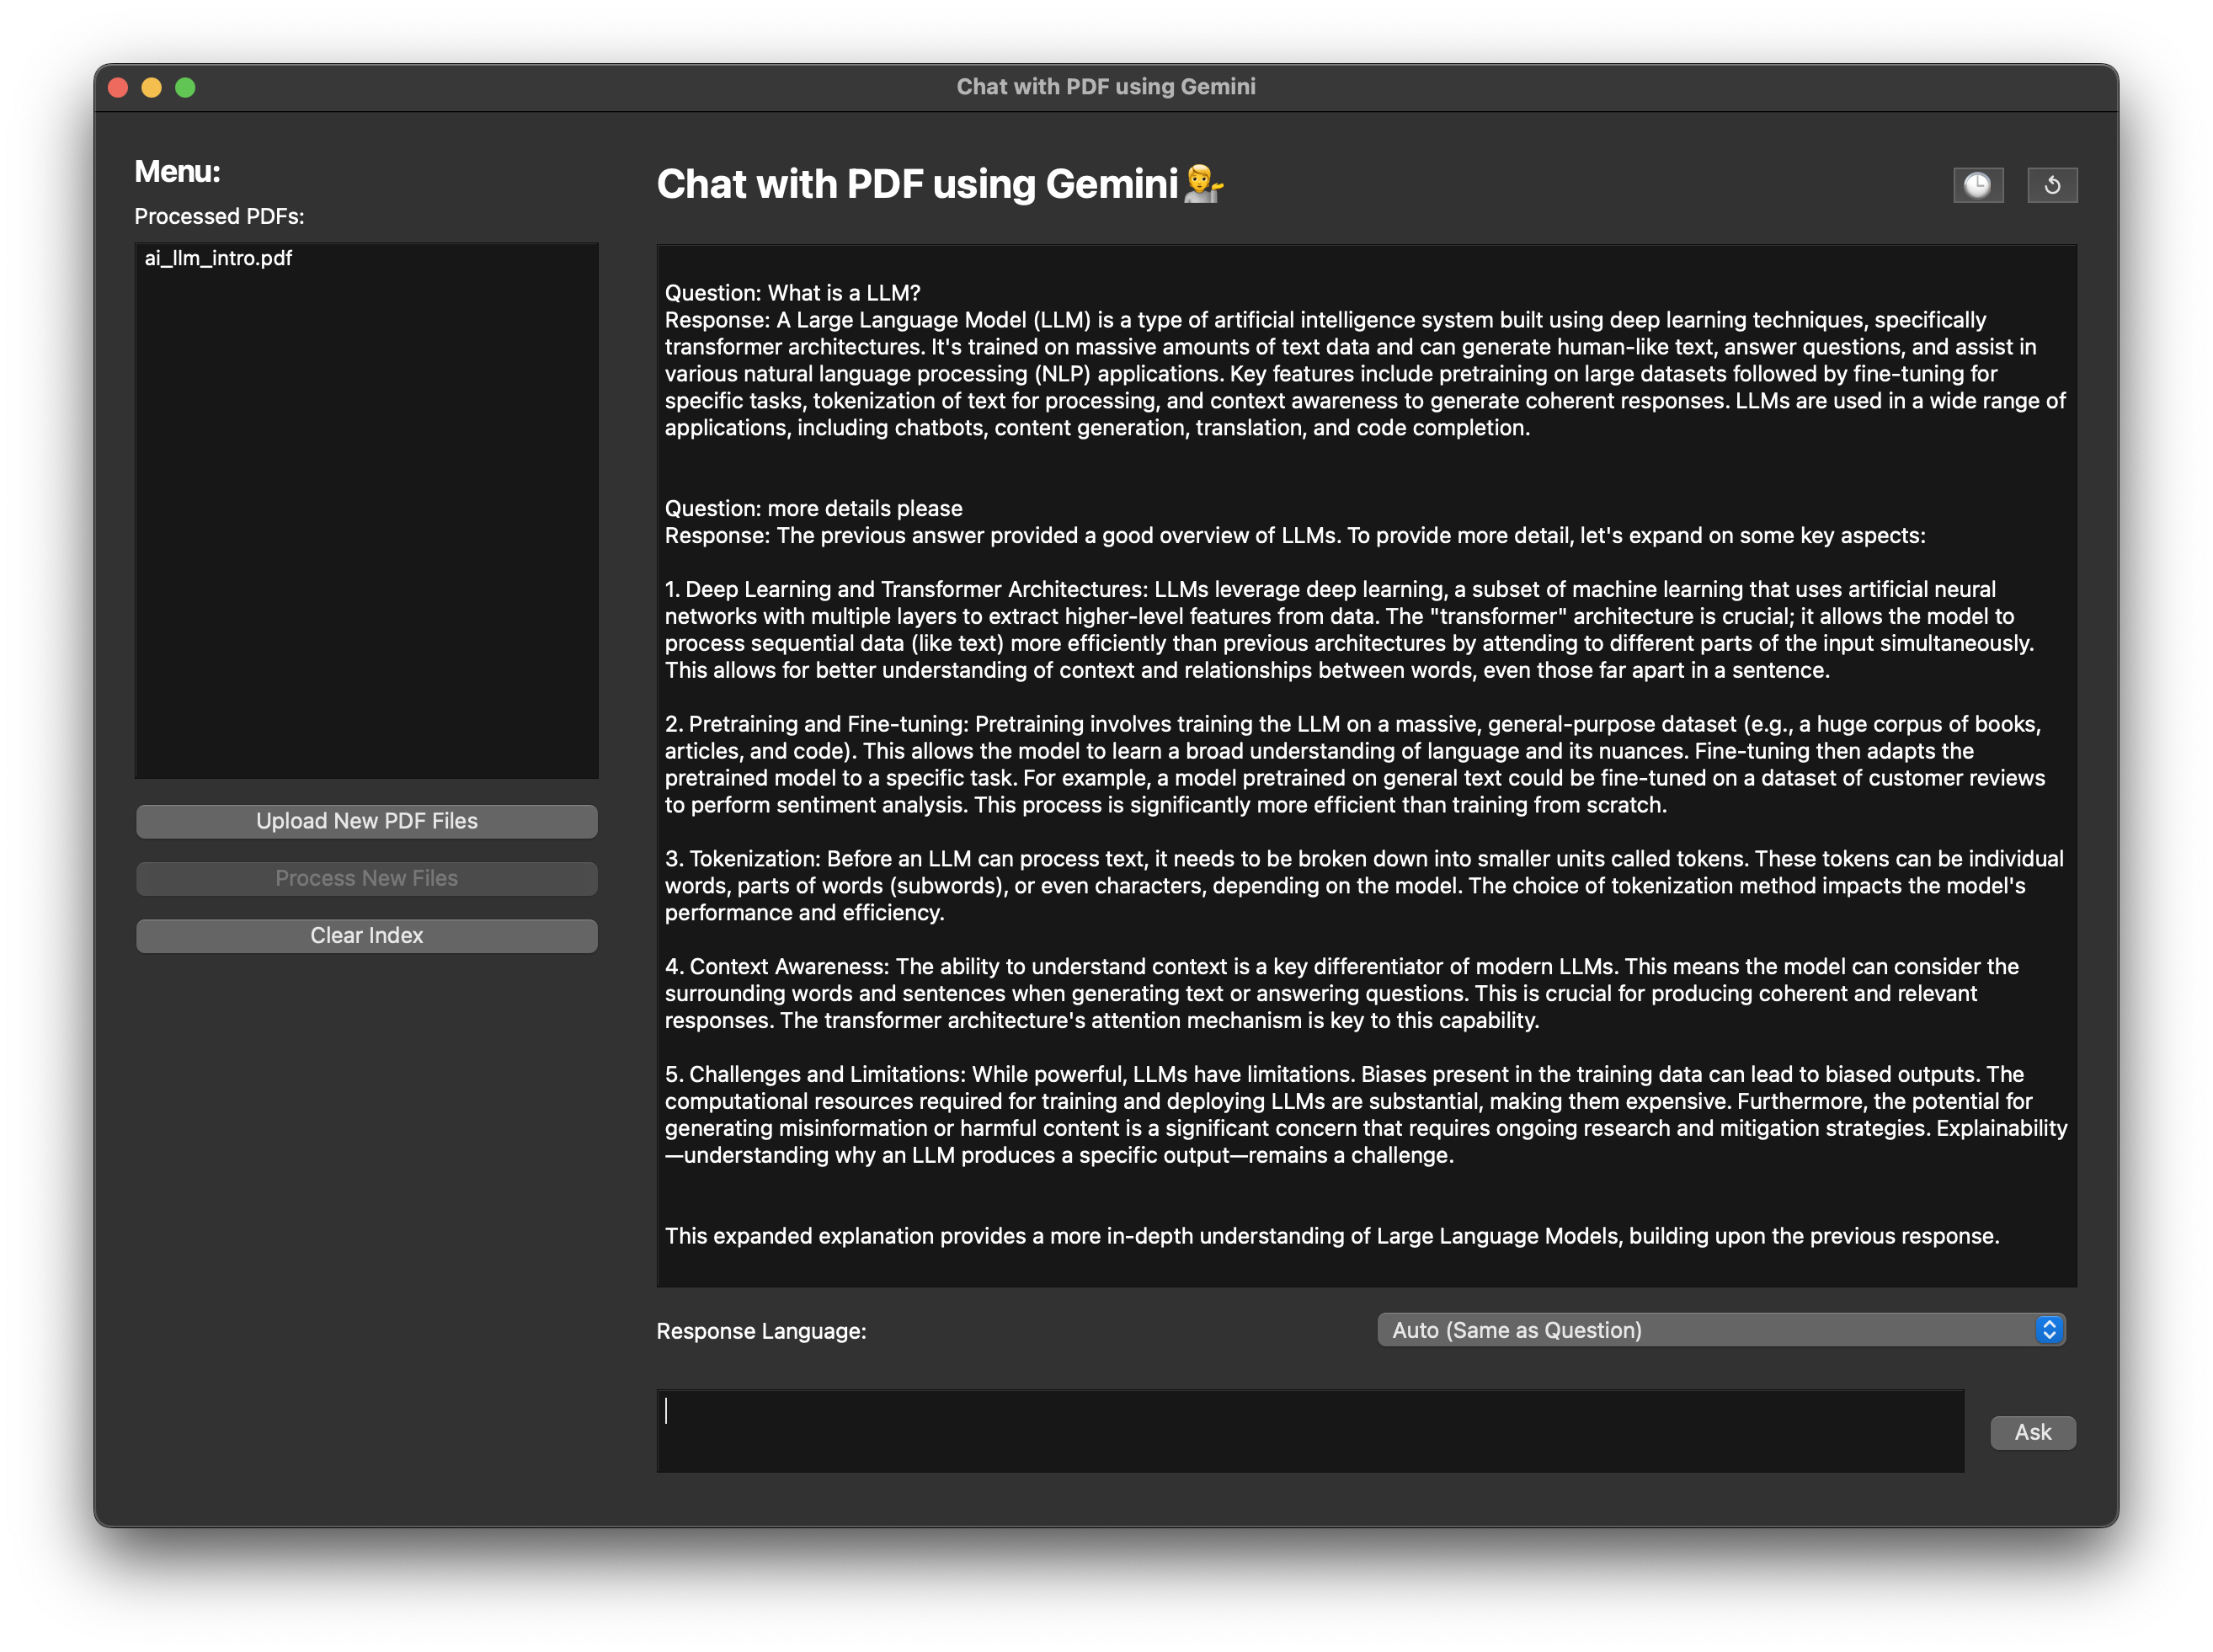 Chat with PDF using Gemini
Menu:
Processed PDFs:
ai_llm_intro.pdf
Upload New PDF Files
Process New Files
Clear Index
Chat with PDF using Gemini
Question: What is a LLM?
Response: A Large Language Model (LLM) is a type of artificial intelligence system built using deep learning techniques, specifically
transformer architectures. It's trained on massive amounts of text data and can generate human-like text, answer questions, and assist in
various natural language processing (NLP) applications. Key features include pretraining on large datasets followed by fine-tuning for
specific tasks, tokenization of text for processing, and context awareness to generate coherent responses. LLMs are used in a wide range of
applications, including chatbots, content generation, translation, and code completion.
Question: more details please
Response: The previous answer provided a good overview of LLMs. To provide more detail, let's expand on some key aspects:
1. Deep Learning and Transformer Architectures: LLMs leverage deep learning, a subset of machine learning that uses artificial neural
networks with multiple layers to extract higher-level features from data. The "transformer" architecture is crucial; it allows the model to
process sequential data (like text) more efficiently than previous architectures by attending to different parts of the input simultaneously.
This allows for better understanding of context and relationships between words, even those far apart in a sentence.
2. Pretraining and Fine-tuning: Pretraining involves training the LLM on a massive, general-purpose dataset (e.g., a huge corpus of books,
articles, and code). This allows the model to learn a broad understanding of language and its nuances. Fine-tuning then adapts the
pretrained model to a specific task. For example, a model pretrained on general text could be fine-tuned on a dataset of customer reviews
to perform sentiment analysis. This process is significantly more efficient than training from scratch.
3. Tokenization: Before an LLM can process text, it needs to be broken down into smaller units called tokens. These tokens can be individual
words, parts of words (subwords), or even characters, depending on the model. The choice of tokenization method impacts the model's
performance and efficiency.
4. Context Awareness: The ability to understand context is a key differentiator of modern LLMs. This means the model can consider the
surrounding words and sentences when generating text or answering questions. This is crucial for producing coherent and relevant
responses. The transformer architecture's attention mechanism is key to this capability.
5. Challenges and Limitations: While powerful, LLMs have limitations. Biases present in the training data can lead to biased outputs. The
computational resources required for training and deploying LLMs are substantial, making them expensive. Furthermore, the potential for
generating misinformation or harmful content is a significant concern that requires ongoing research and mitigation strategies. Explainability
—understanding why an LLM produces a specific output—remains a challenge.
This expanded explanation provides a more in-depth understanding of Large Language Models, building upon the previous response.
Response Language:
Auto (Same as Question)
Ask